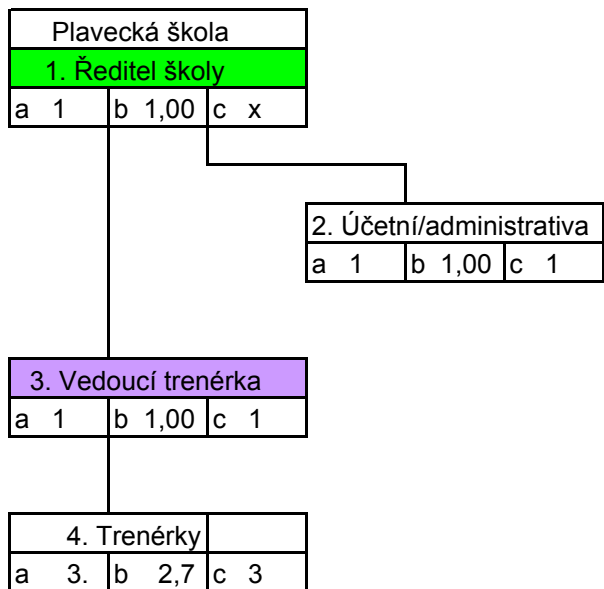 Plavecká škola
1. Ředitel školy
a 1 b 1,00 c x
2. Účetní/administrativa
a 1 b 1,00 c 1
3. Vedoucí trenérka
a 1 b 1,00 c 1
4. Trenérky
a 3. b 2,7 c 3